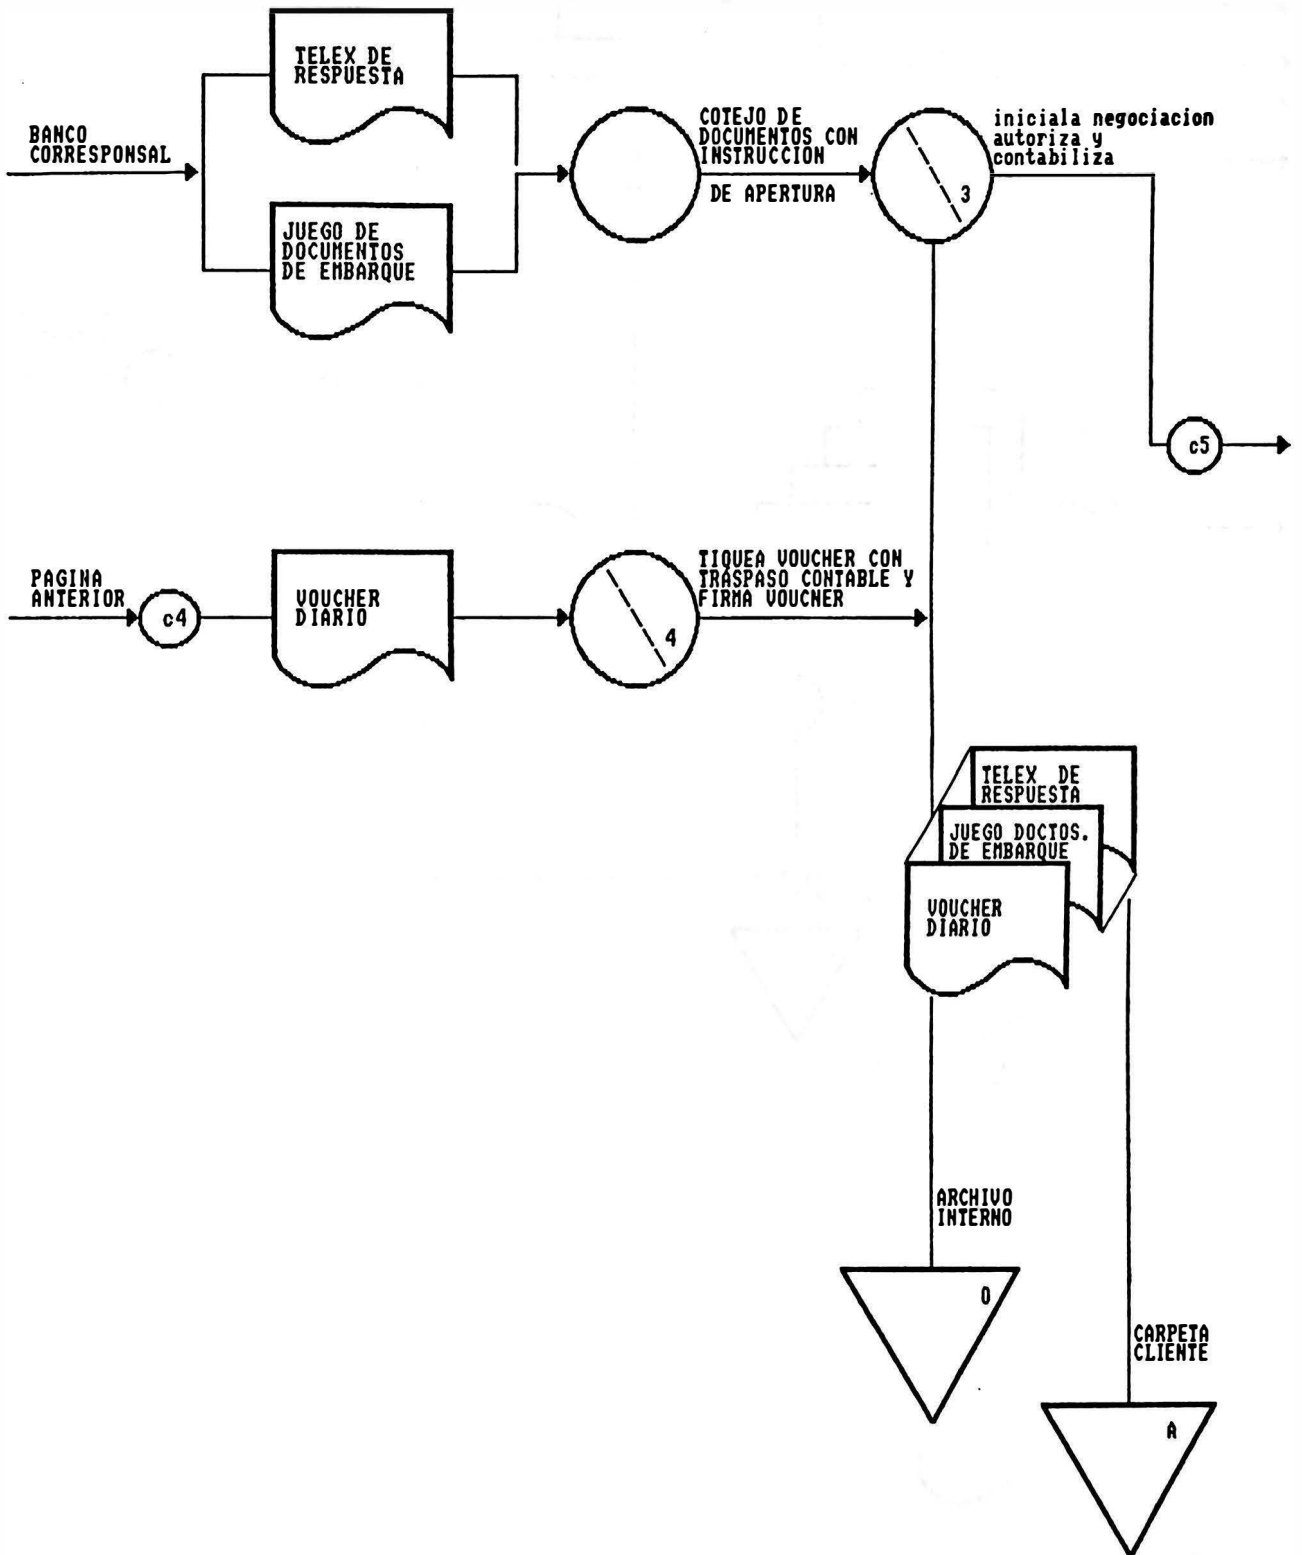 TELEX DE
RESPUESTA
BANCO
CORRESPONSAL
JUEGO DE
DOCUMENTOS
DE EMBARQUE
COTEJO DE
DOCUMENTOS CON
INSTRUCCION
DE APERTURA
3
iniciala negociacion
autoriza y
contabiliza
c5
PAGINA
ANTERIOR
c4
VOUCHER
DIARIO
4
TIQUEA VOUCHER CON
TRASPASO CONTABLE Y
FIRMA VOUCHER
TELEX DE
RESPUESTA
JUEGO DOCTOS.
DE EMBARQUE
VOUCHER
DIARIO
ARCHIVO
INTERNO
0
CARPETA
CLIENTE
A